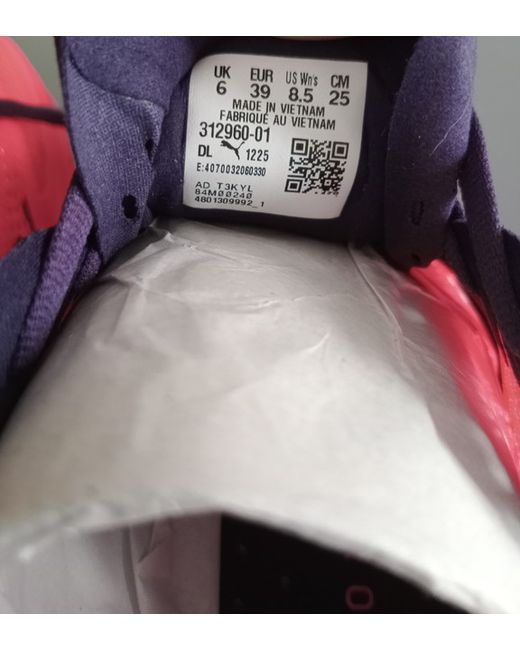 UK EUR US Wn's CM
6 39 8.5 25
MADE IN VIETNAM
FABRIQUÉ AU VIETNAM
312960-01
DL 1225
E:4070032060330
AD T3KYL
84M00240
4801309992_1